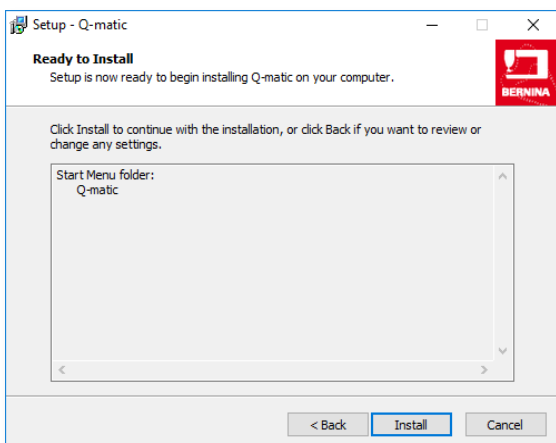 Setup - Q-matic
Ready to Install
Setup is now ready to begin installing Q-matic on your computer.
BERNINA
Click Install to continue with the installation, or click Back if you want to review or
change any settings.
Start Menu folder:
Q-matic
< Back Install Cancel